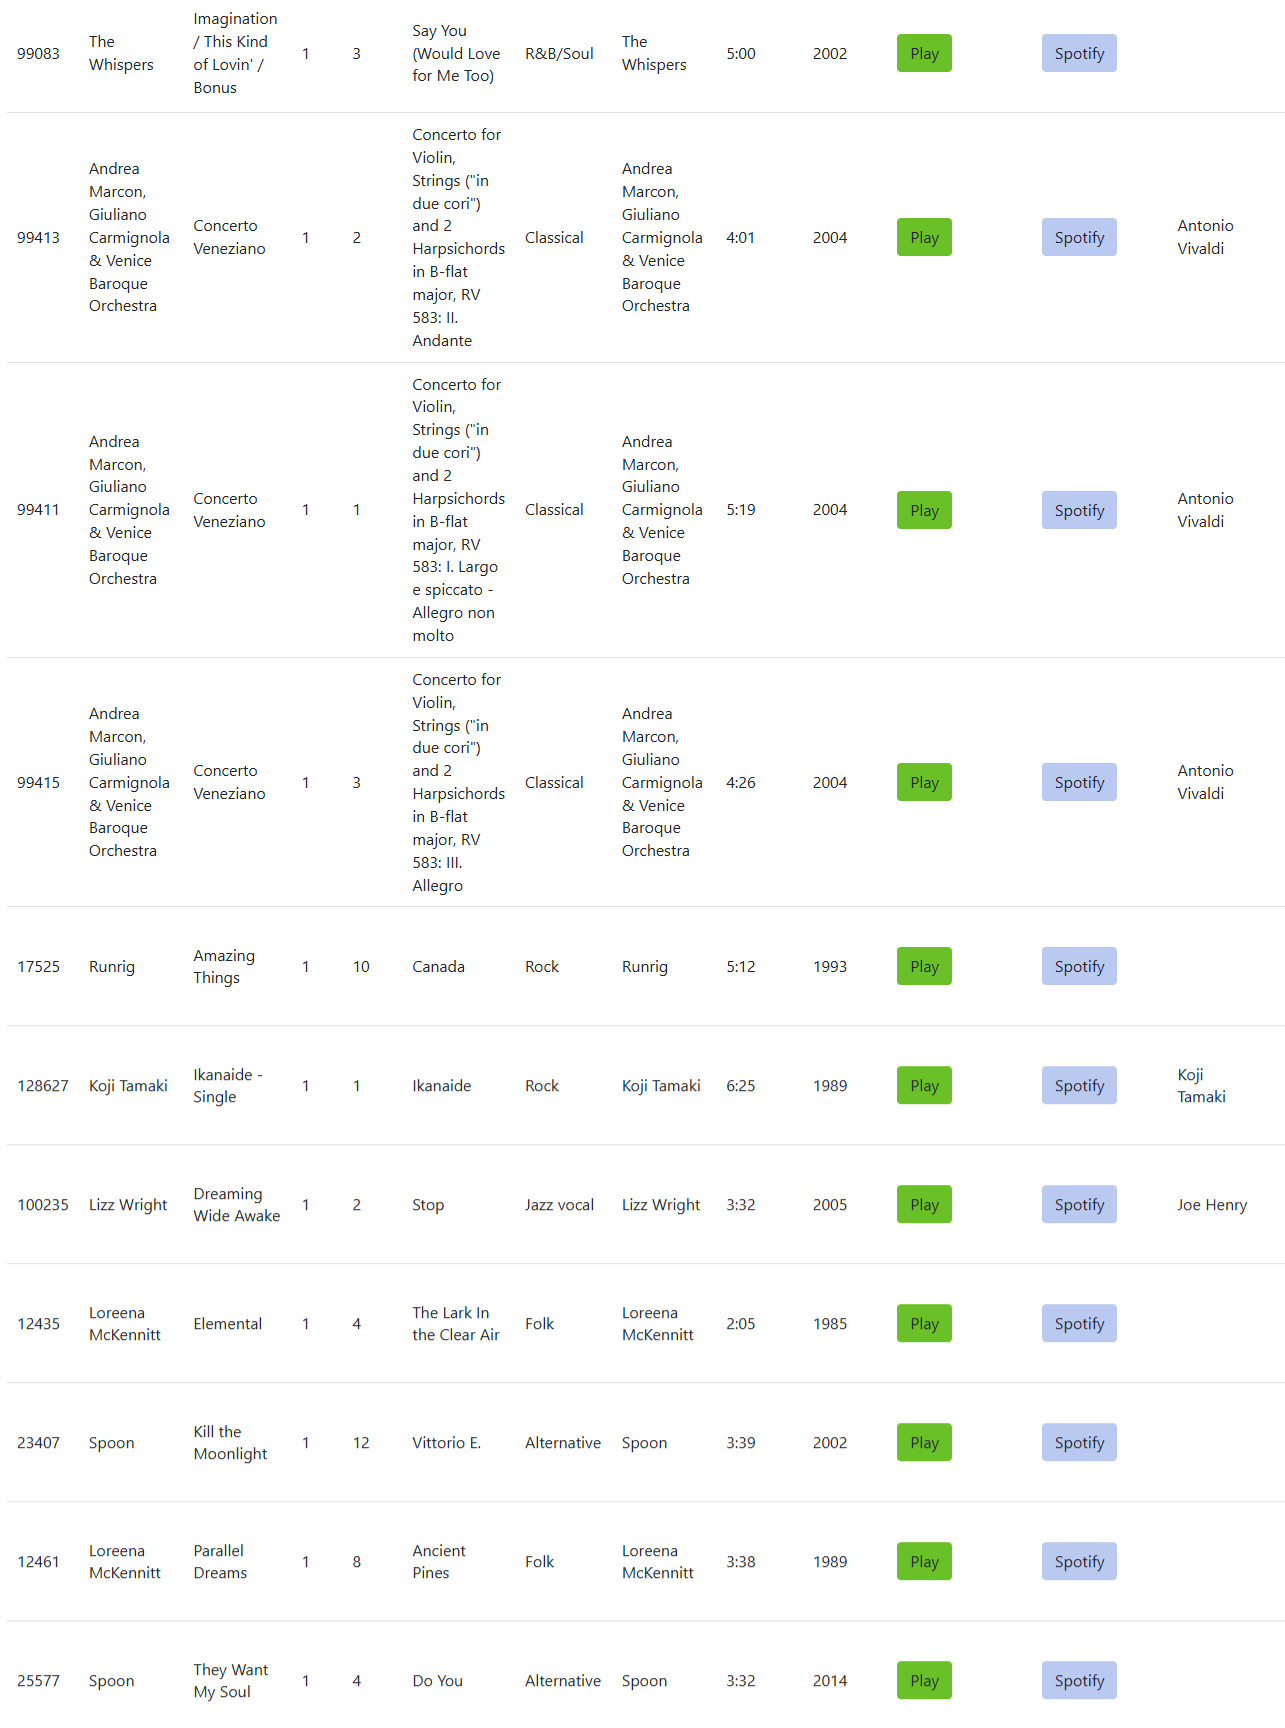 99083 The Whispers Imagination / This Kind of Lovin' / Bonus 1 3 Say You (Would Love for Me Too) R&B/Soul The Whispers 5:00 2002 Play Spotify
99413 Andrea Marcon, Giuliano Carmignola & Venice Baroque Orchestra Concerto Veneziano 1 2 Concerto for Violin, Strings ("in due cori") and 2 Harpsichords in B-flat major, RV 583: II. Andante Classical Andrea Marcon, Giuliano Carmignola & Venice Baroque Orchestra 4:01 2004 Play Spotify Antonio Vivaldi
99411 Andrea Marcon, Giuliano Carmignola & Venice Baroque Orchestra Concerto Veneziano 1 1 Concerto for Violin, Strings ("in due cori") and 2 Harpsichords in B-flat major, RV 583: I. Largo e spiccato - Allegro non molto Classical Andrea Marcon, Giuliano Carmignola & Venice Baroque Orchestra 5:19 2004 Play Spotify Antonio Vivaldi
99415 Andrea Marcon, Giuliano Carmignola & Venice Baroque Orchestra Concerto Veneziano 1 3 Concerto for Violin, Strings ("in due cori") and 2 Harpsichords in B-flat major, RV 583: III. Allegro Classical Andrea Marcon, Giuliano Carmignola & Venice Baroque Orchestra 4:26 2004 Play Spotify Antonio Vivaldi
17525 Runrig Amazing Things 1 10 Canada Rock Runrig 5:12 1993 Play Spotify
128627 Koji Tamaki Ikanaide - Single 1 1 Ikanaide Rock Koji Tamaki 6:25 1989 Play Spotify Koji Tamaki
100235 Lizz Wright Dreaming Wide Awake 1 2 Stop Jazz vocal Lizz Wright 3:32 2005 Play Spotify Joe Henry
12435 Loreena McKennitt Elemental 1 4 The Lark In the Clear Air Folk Loreena McKennitt 2:05 1985 Play Spotify
23407 Spoon Kill the Moonlight 1 12 Vittorio E. Alternative Spoon 3:39 2002 Play Spotify
12461 Loreena McKennitt Parallel Dreams 1 8 Ancient Pines Folk Loreena McKennitt 3:38 1989 Play Spotify
25577 Spoon They Want My Soul 1 4 Do You Alternative Spoon 3:32 2014 Play Spotify